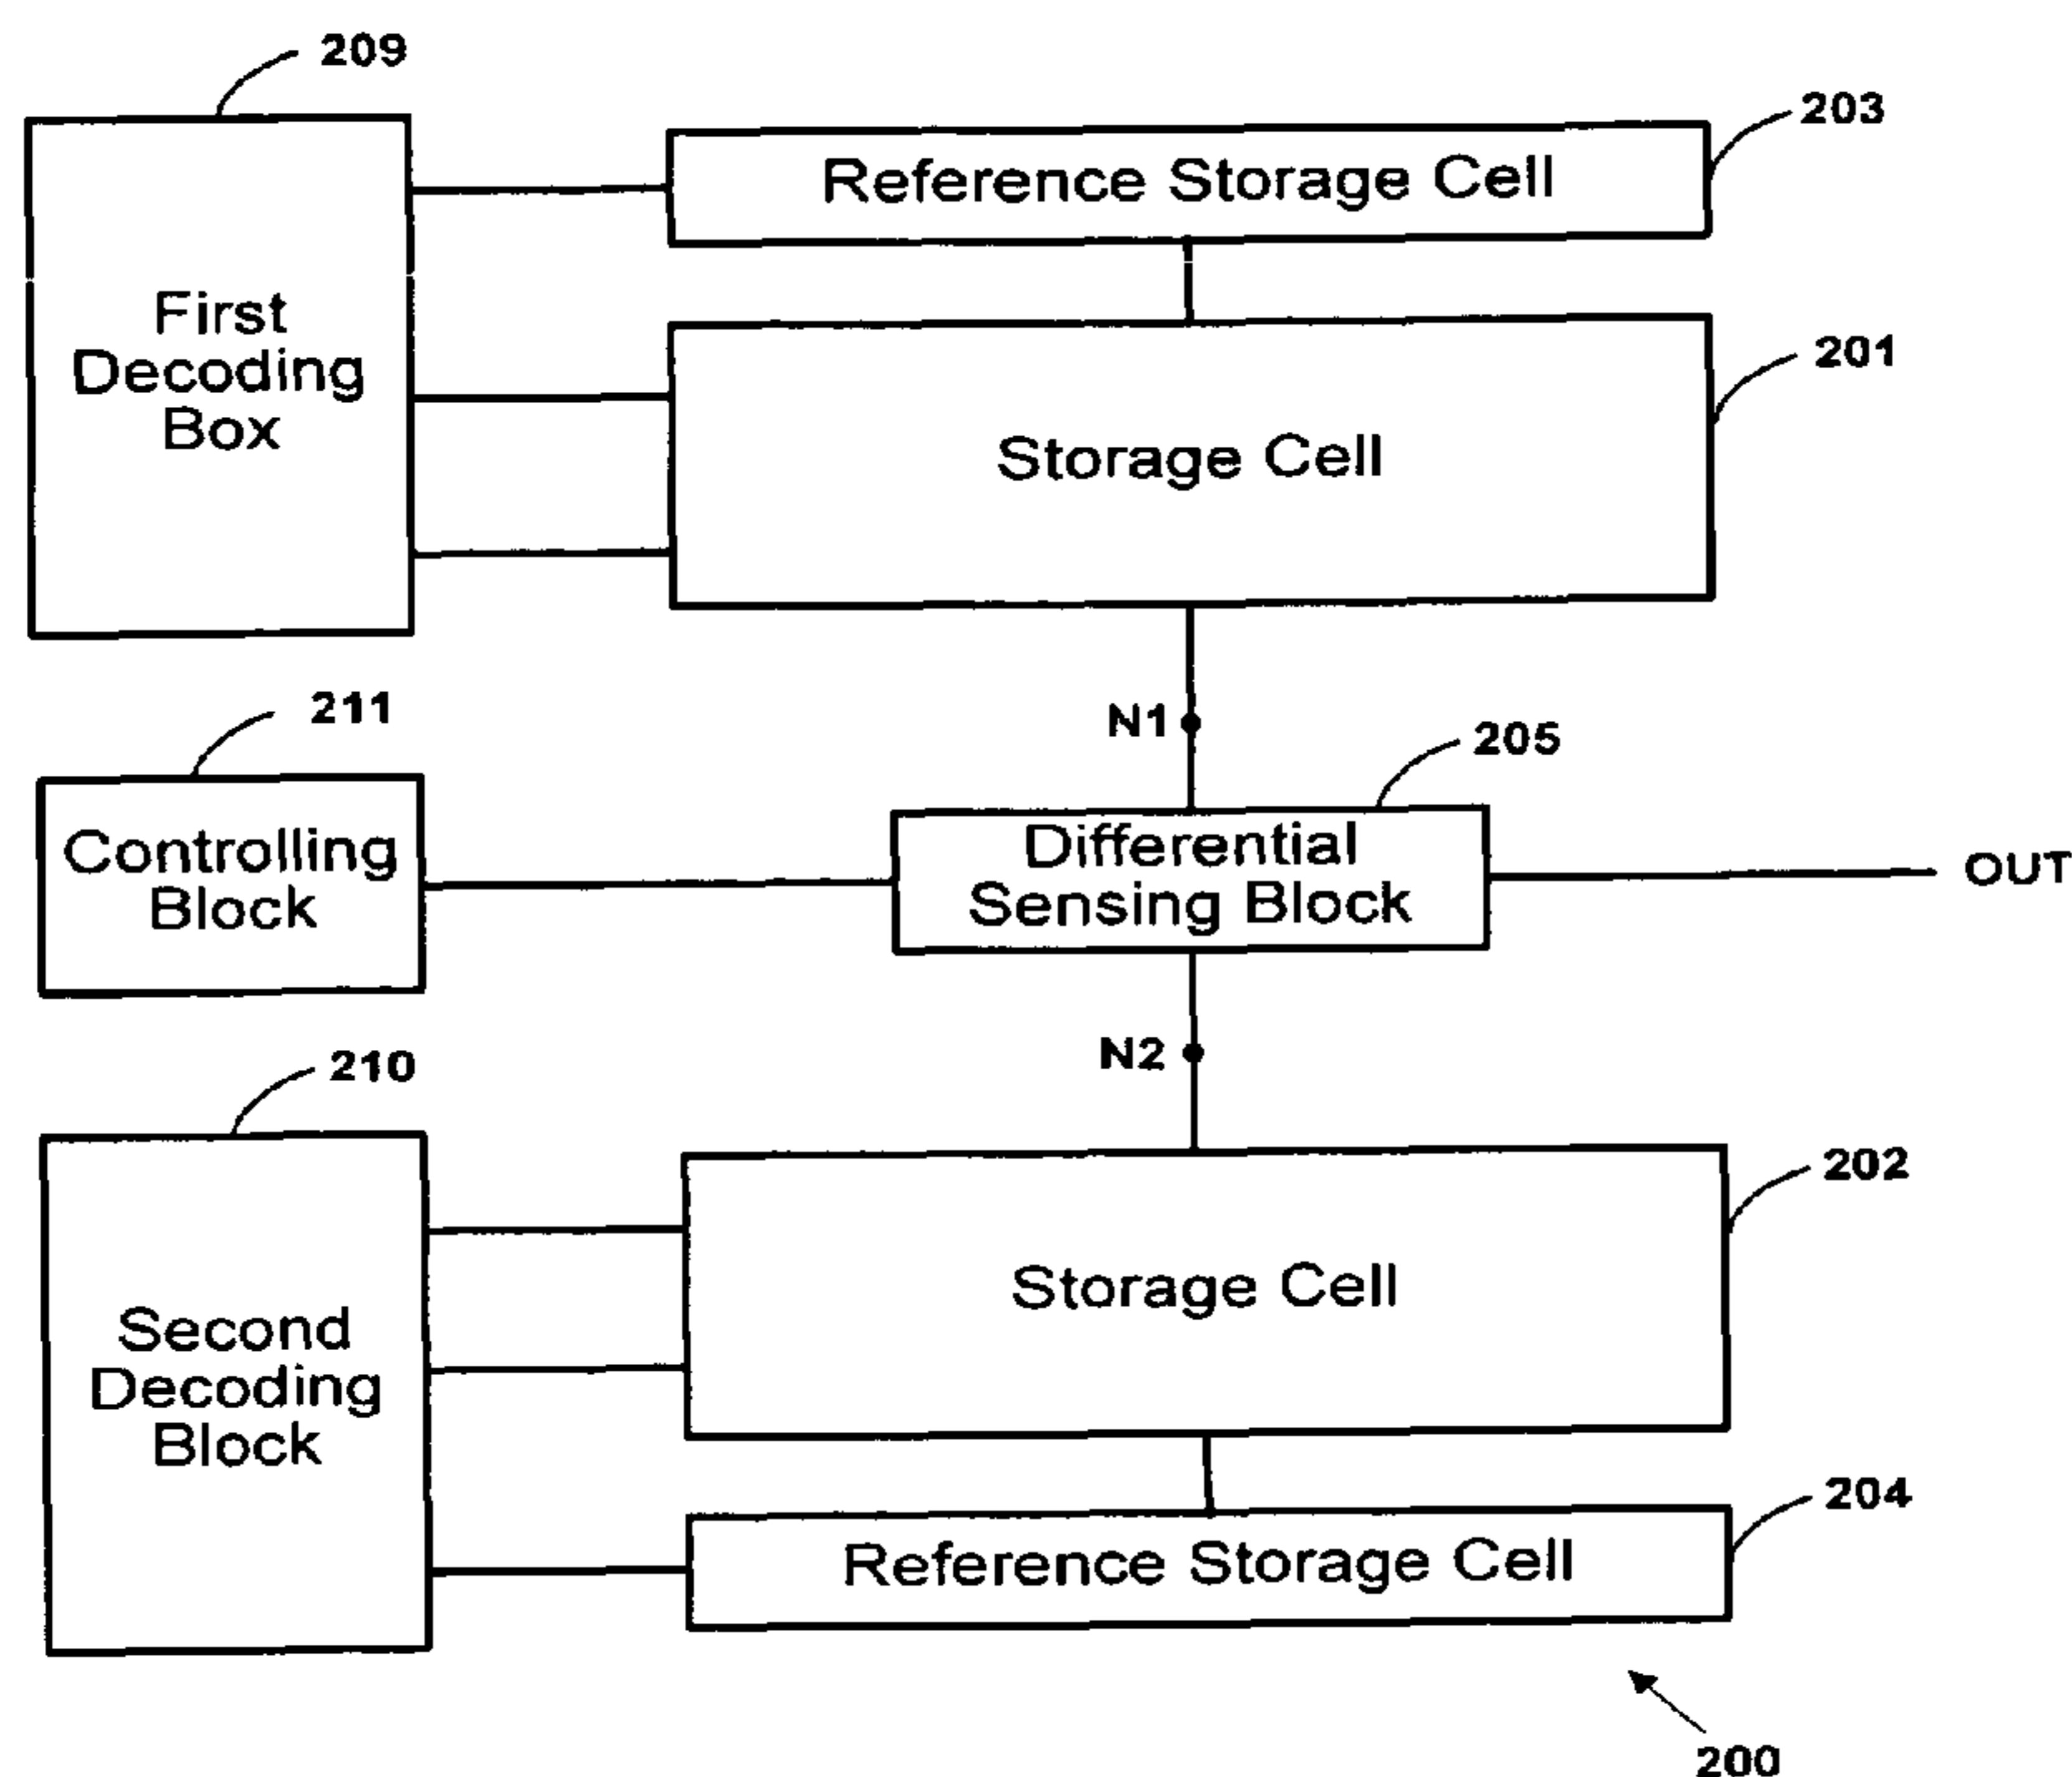 209
203
Reference Storage Cell
First
Decoding
Box
201
Storage Cell
211
N1
205
Controlling
Block
Differential
Sensing Block
OUT
N2
210
202
Storage Cell
Second
Decoding
Block
204
Reference Storage Cell
200